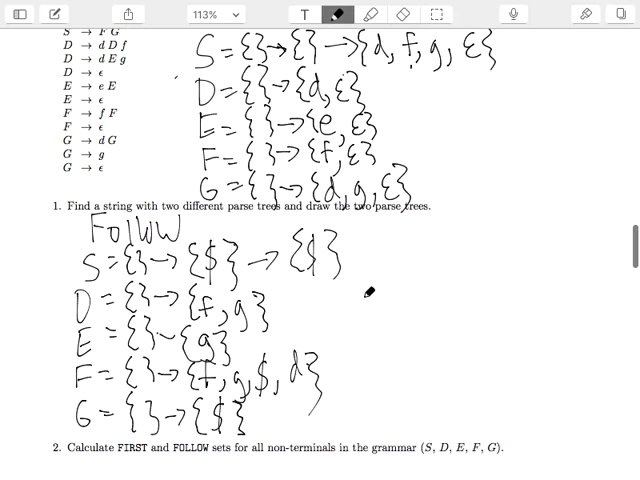 113%
S → F G
D → d D f
D → d E g
D → ϵ
E → e E
E → ϵ
F → f F
F → ϵ
G → d G
G → g
G → ϵ
S = {} → {} → {d, f, g, ε}
D = {} → {d, ε}
E = {} → {e, ε}
F = {} → {f, ε}
G = {} → {d, g, ε}
1. Find a string with two different parse trees and draw the two parse trees.
Follow
S = {} → {$} → {$}
D = {} → {f, g}
E = {} - {g}
F = {} → {f, g, $, d}
G = {} → {$}
2. Calculate FIRST and FOLLOW sets for all non-terminals in the grammar (S, D, E, F, G).